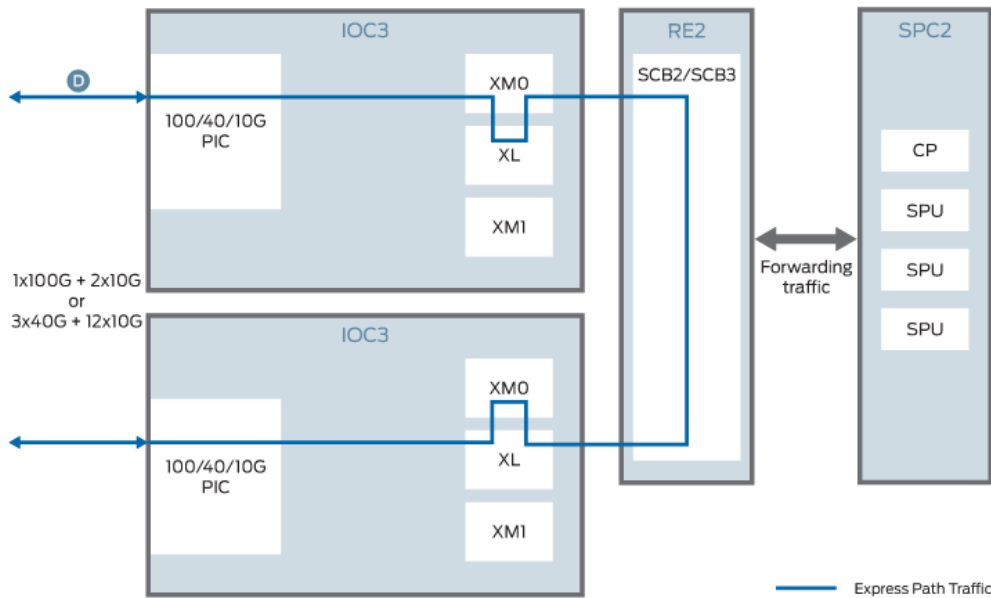 IOC3
D
100/40/10G
PIC
XM0
XL
XM1
RE2
SCB2/SCB3
SPC2
CP
SPU
SPU
SPU
Forwarding
traffic
1x100G + 2x10G
or
3x40G + 12x10G
IOC3
100/40/10G
PIC
XM0
XL
XM1
Express Path Traffic